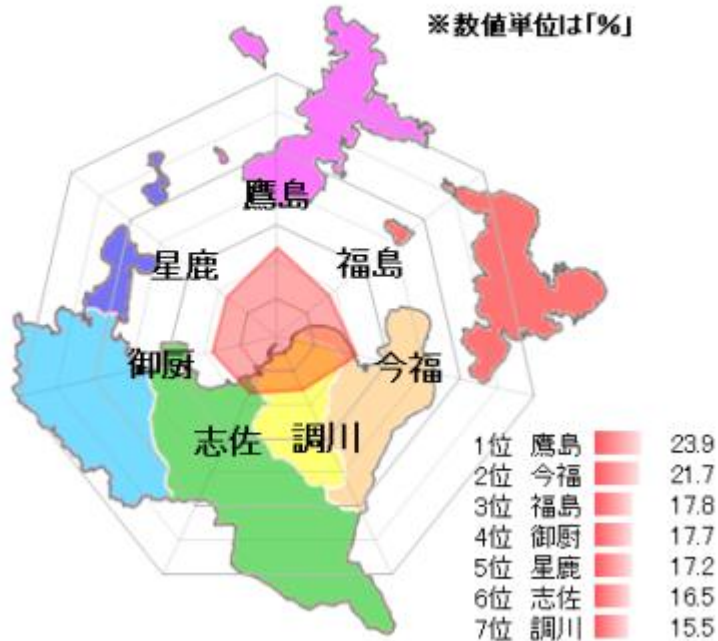 ※数値単位は「%」
鷹島
星鹿
福島
御厨
今福
志佐
調川
1位 鷹島 23.9
2位 今福 21.7
3位 福島 17.8
4位 御厨 17.7
5位 星鹿 17.2
6位 志佐 16.5
7位 調川 15.5